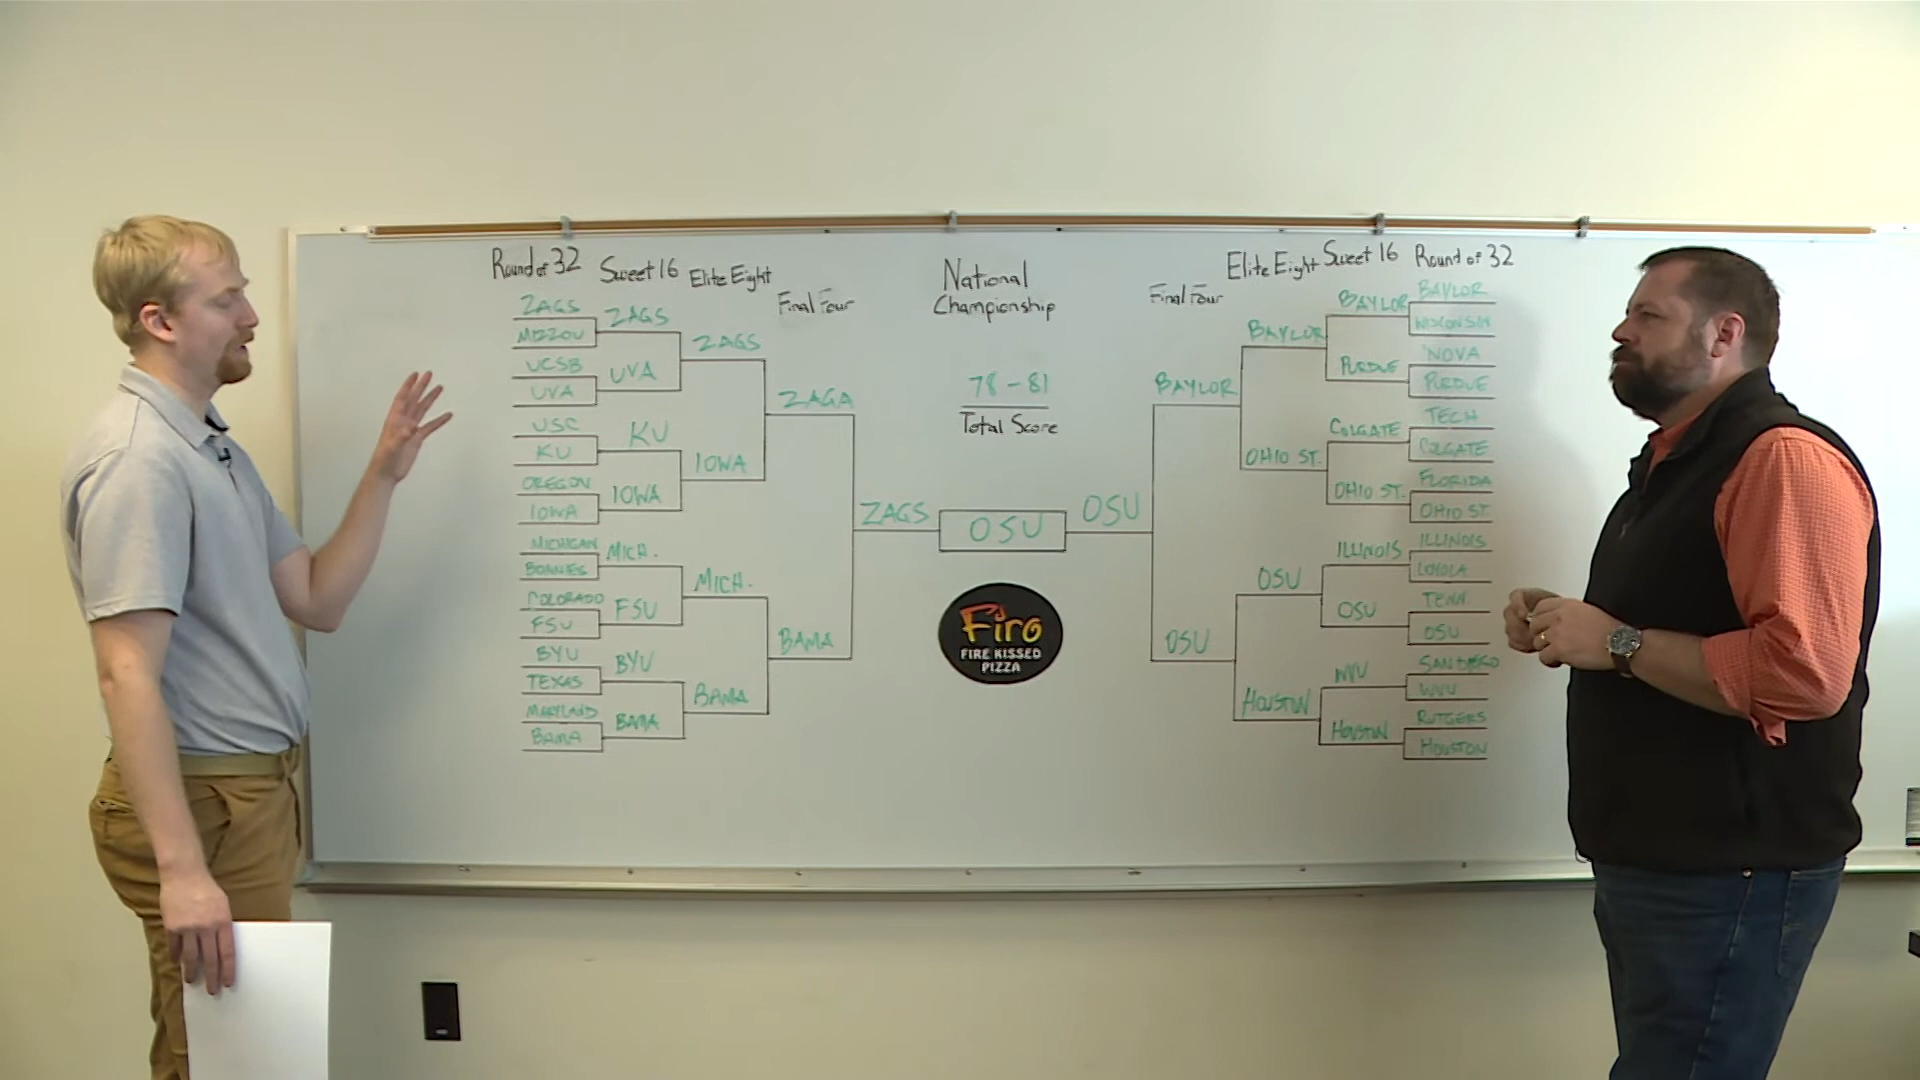 Round of 32
Sweet 16
Elite Eight
Final Four
National
Championship
Final Four
Elite Eight
Sweet 16
Round of 32
ZAGS
MIZZOU
UCSB
UVA
USC
KU
OREGON
IOWA
MICHIGAN
BONNIES
COLORADO
FSU
BYU
TEXAS
MARYLAND
BAMA
ZAGS
UVA
KU
IOWA
MICH.
FSU
BYU
BAMA
ZAGS
IOWA
MICH.
BAMA
ZAGA
BAMA
ZAGS
78 - 81
Total Score
OSU
Firo
FIRE KISSED
PIZZA
OSU
BAYLOR
OSU
BAYLOR
OHIO ST.
OSU
HOUSTON
BAYLOR
PURDUE
COLGATE
OHIO ST.
ILLINOIS
OSU
WVU
HOUSTON
BAYLOR
WISCONSIN
'NOVA
PURDUE
TECH
COLGATE
FLORIDA
OHIO ST.
ILLINOIS
LOYOLA
TENN.
OSU
SAN DIEGO
WVU
RUTGERS
HOUSTON